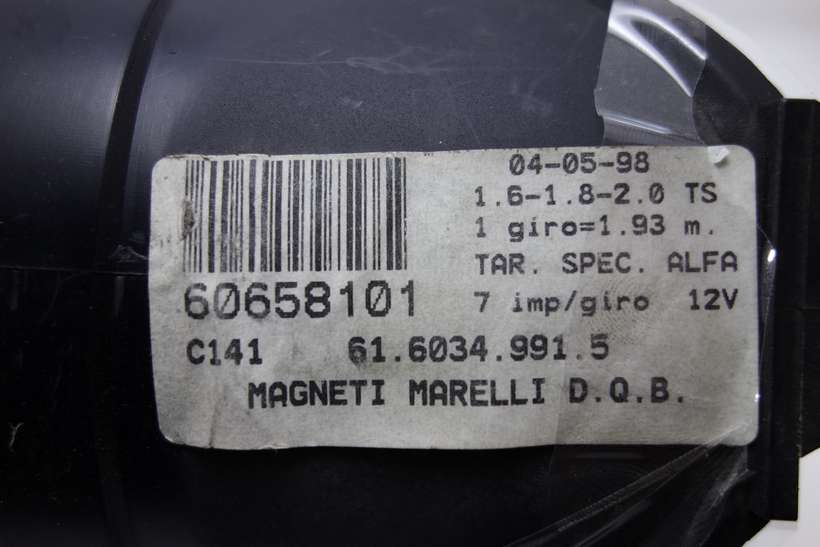 04-05-98
1.6-1.8-2.0 TS
1 giro=1.93 m.
TAR. SPEC. ALFA
60658101 7 imp/giro 12V
C141 61.6034.991.5
MAGNETI MARELLI D.Q.B.